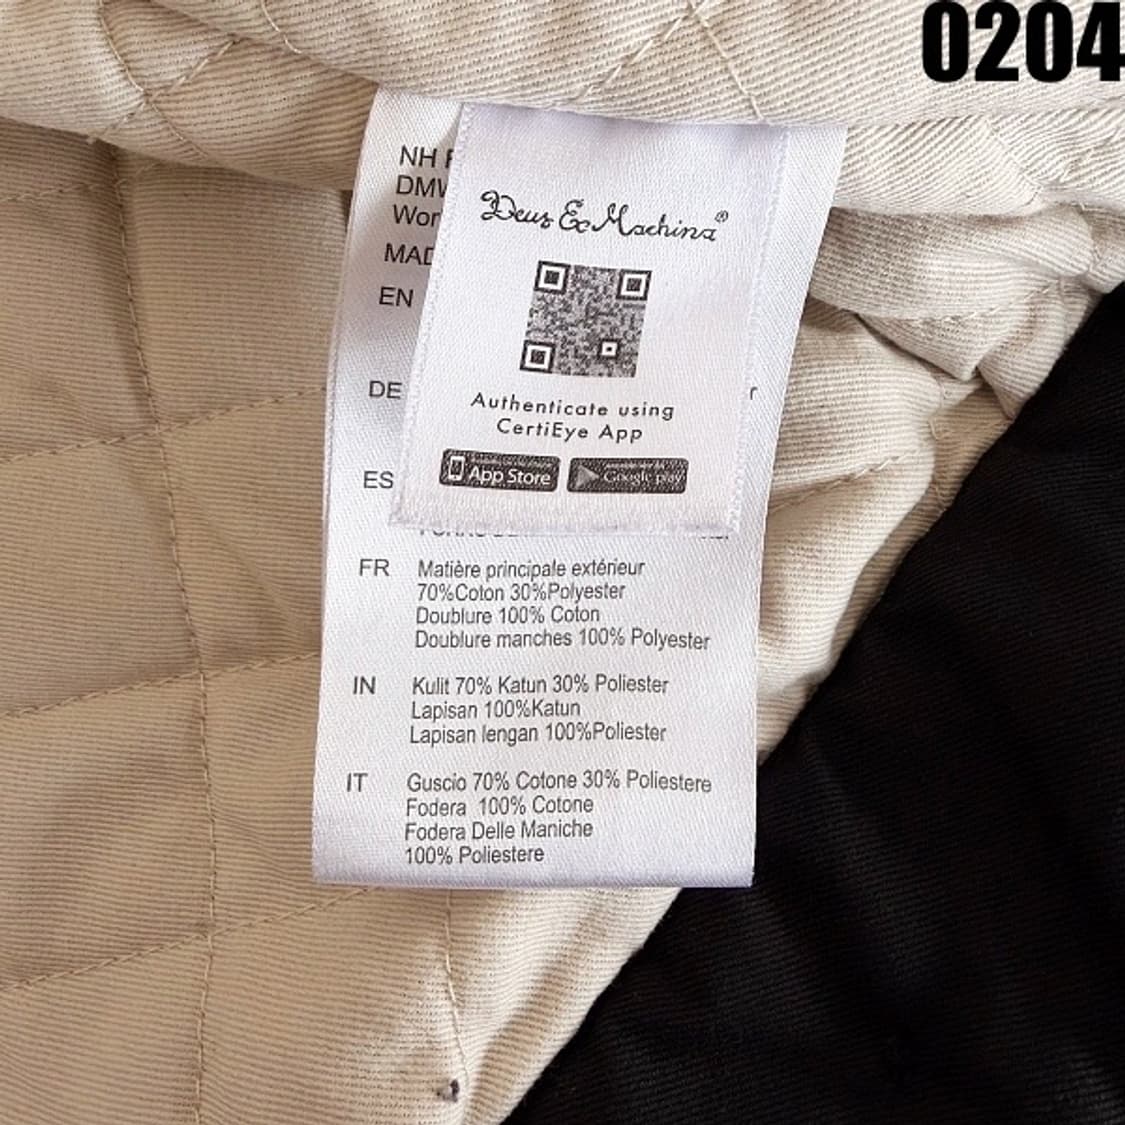 0204
NH
Deus Ex Machina®
EN
DE
Authenticate using
CertiEye App
App Store
Google play
ES
FR
Matière principale extérieur
70%Coton 30%Polyester
Doublure 100% Coton
Doublure manches 100% Polyester
IN
Kulit 70% Katun 30% Poliester
Lapisan 100%Katun
Lapisan lengan 100%Poliester
IT
Guscio 70% Cotone 30% Poliestere
Fodera 100% Cotone
Fodera Delle Maniche
100% Poliestere